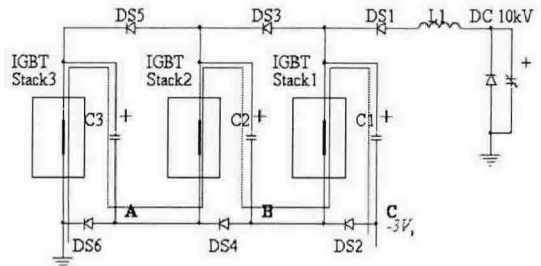 DS5 DS3 DS1 L1 DC 10kV
IGBT
Stack3
IGBT
Stack2
IGBT
Stack1
+ + + +
C3 C2 C1
A B C
-3V,
DS6 DS4 DS2